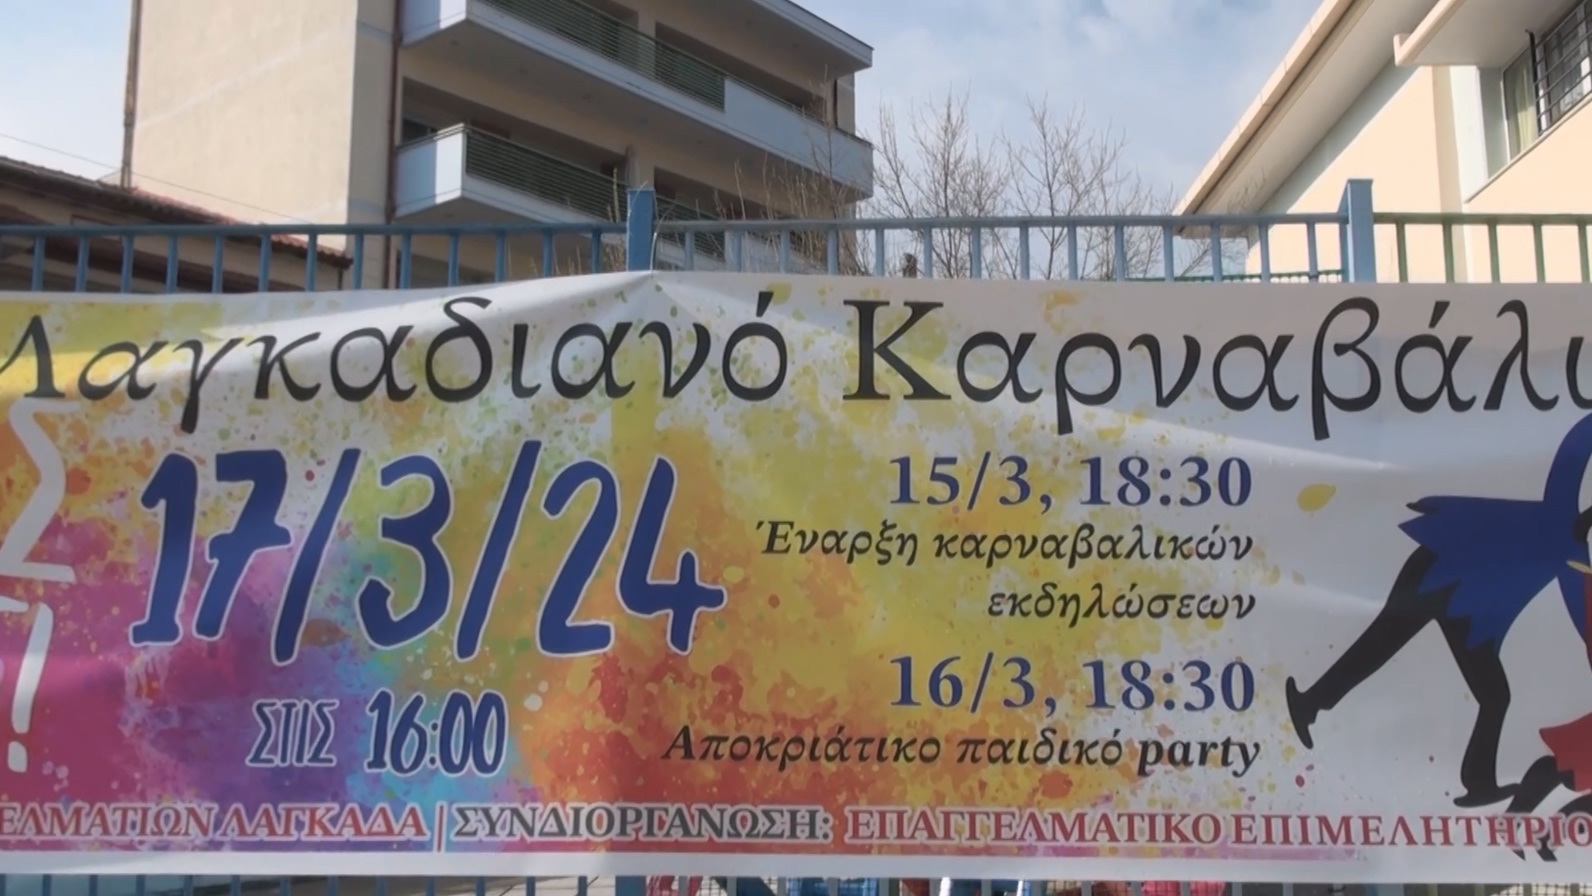 Λαγκαδιανό Καρναβάλι
17/3/24
ΣΤΙΣ 16:00
15/3, 18:30
Έναρξη καρναβαλικών
εκδηλώσεων
16/3, 18:30
Αποκριάτικο παιδικό party
ΕΛΜΑΤΙΩΝ ΛΑΓΚΑΔΑ | ΣΥΝΔΙΟΡΓΑΝΩΣΗ: ΕΠΑΓΓΕΛΜΑΤΙΚΟ ΕΠΙΜΕΛΗΤΗΡΙΟ